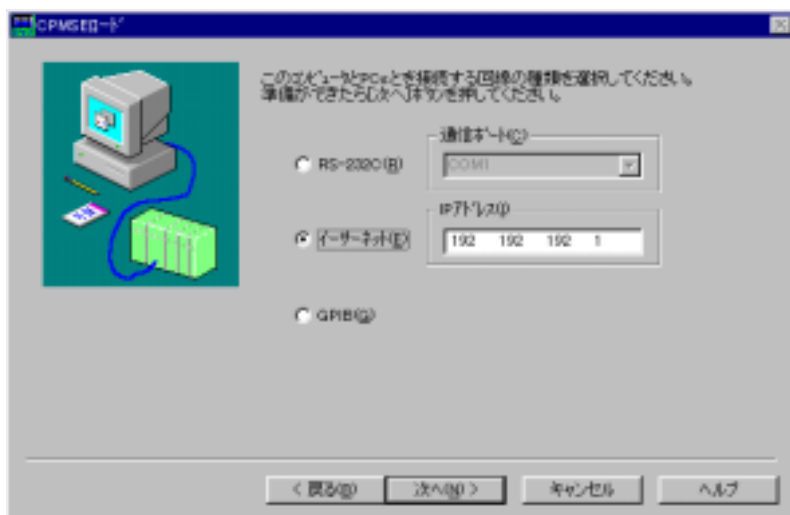 CPMSEﾛｰﾄﾞ
このｺﾝﾋﾟｭｰﾀとPCsとを接続する回線の種類を選択してください。
準備ができたら[次へ]ﾎﾞﾀﾝを押してください。
通信ﾎﾟｰﾄ(C)
RS-232C(R)
COM1
IPｱﾄﾞﾚｽ(I)
ｲｰｻｰﾈｯﾄ(E)
192 192 192 1
GPIB(G)
< 戻る(B)
次へ(N) >
キャンセル
ヘルプ